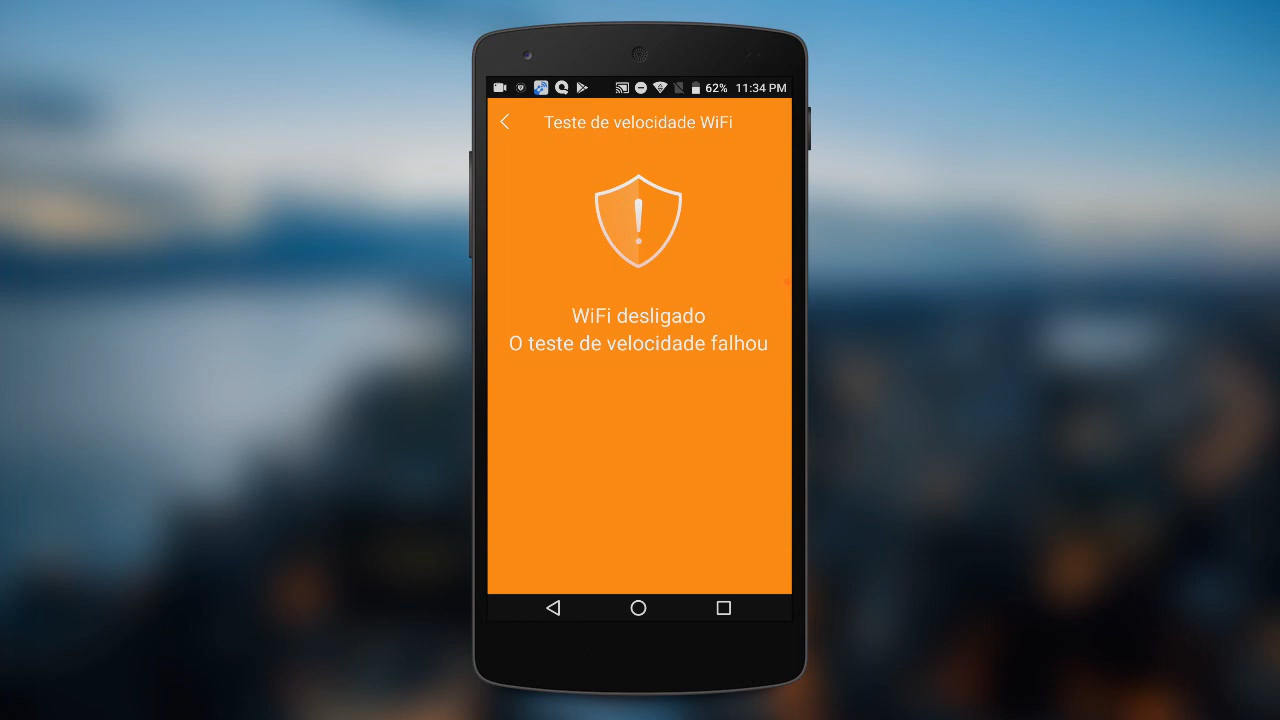 62% 11:34 PM
Teste de velocidade WiFi
WiFi desligado
O teste de velocidade falhou